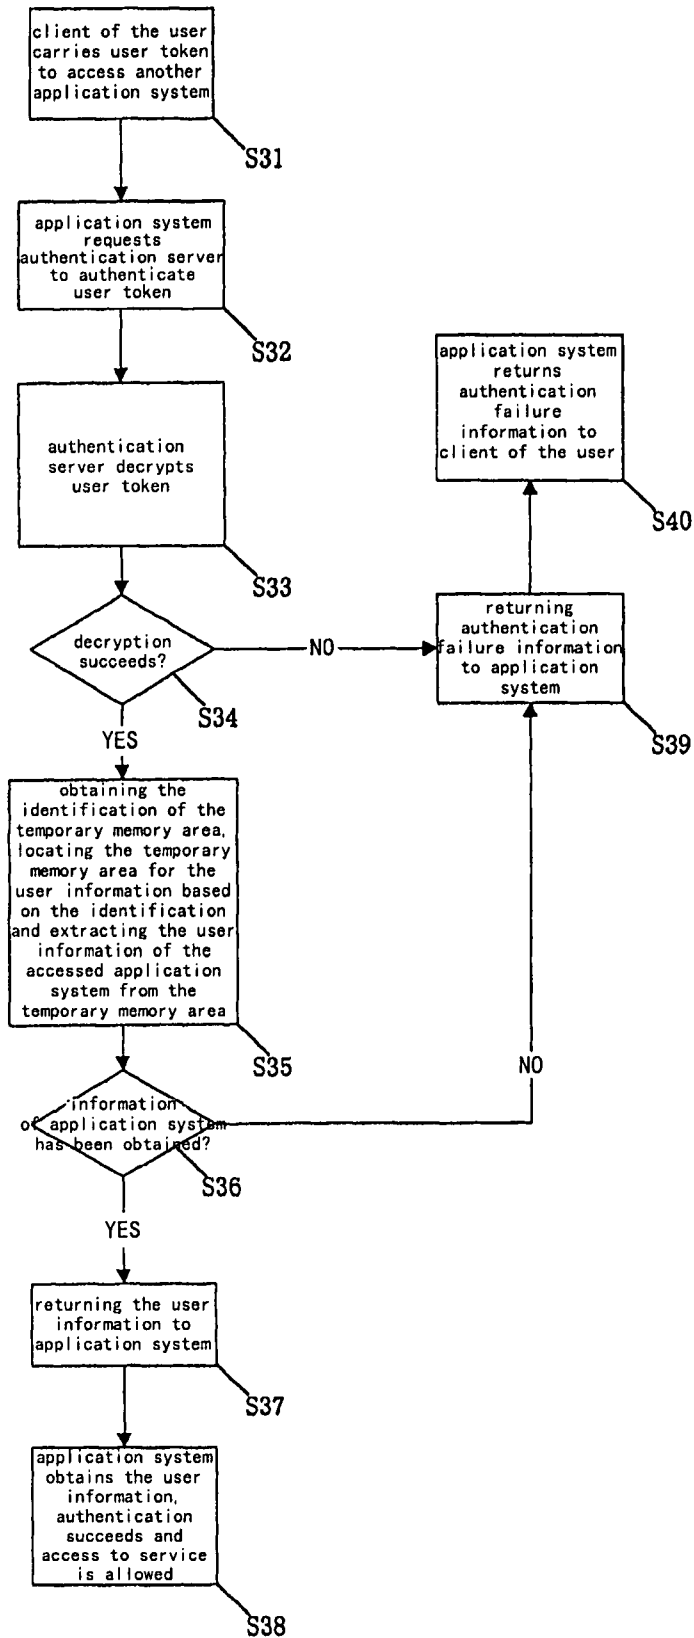 client of the user
carries user token
to access another
application system
S31
application system
requests
authentication server
to authenticate
user token
S32
authentication
server decrypts
user token
S33
decryption
succeeds?
S34
NO
YES
obtaining the
identification of the
temporary memory area,
locating the temporary
memory area for the
user information based
on the identification
and extracting the user
information of the
accessed application
system from the
temporary memory area
S35
information
of application system
has been obtained?
S36
NO
YES
returning the user
information to
application system
S37
application system
obtains the user
information,
authentication
succeeds and
access to service
is allowed
S38
application system
returns
authentication
failure
information to
client of the user
S40
returning
authentication
failure information
to application
system
S39